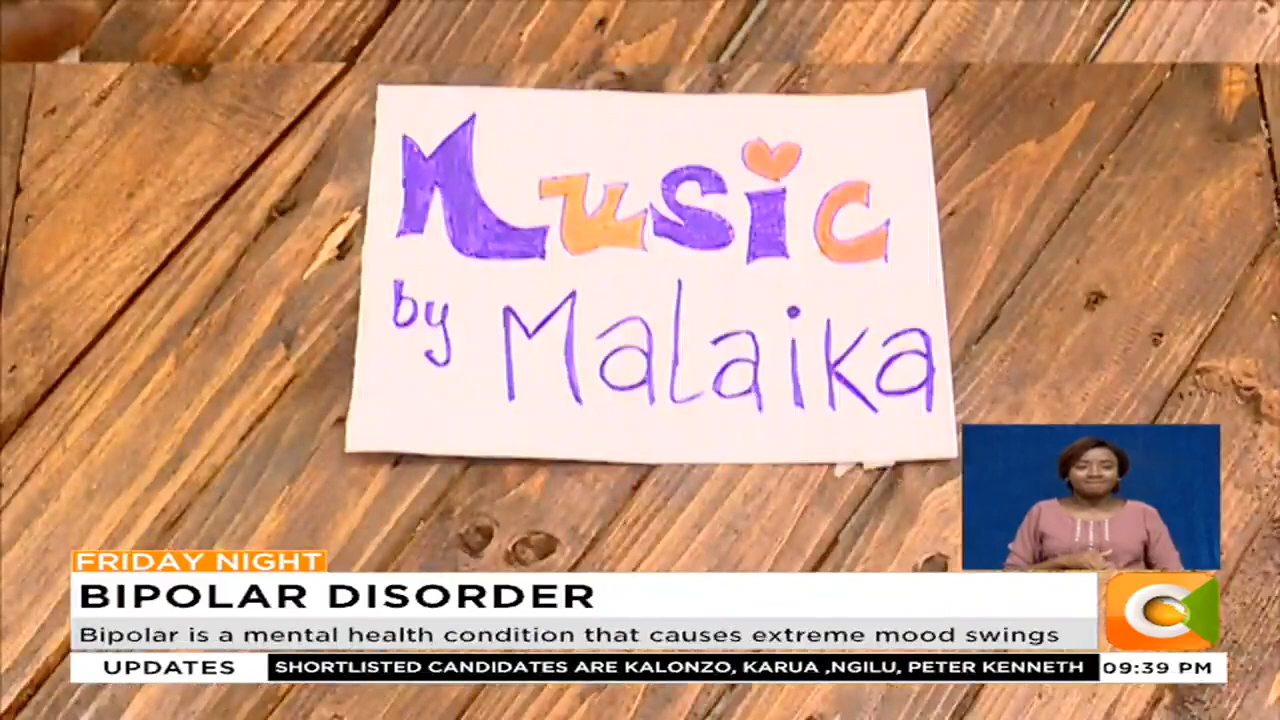 Music
by Malaika
FRIDAY NIGHT
BIPOLAR DISORDER
Bipolar is a mental health condition that causes extreme mood swings
UPDATES SHORTLISTED CANDIDATES ARE KALONZO, KARUA ,NGILU, PETER KENNETH 09:39 PM